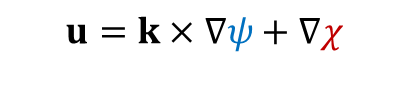 𝐮 = 𝐤 × ∇𝜓 + ∇𝜒